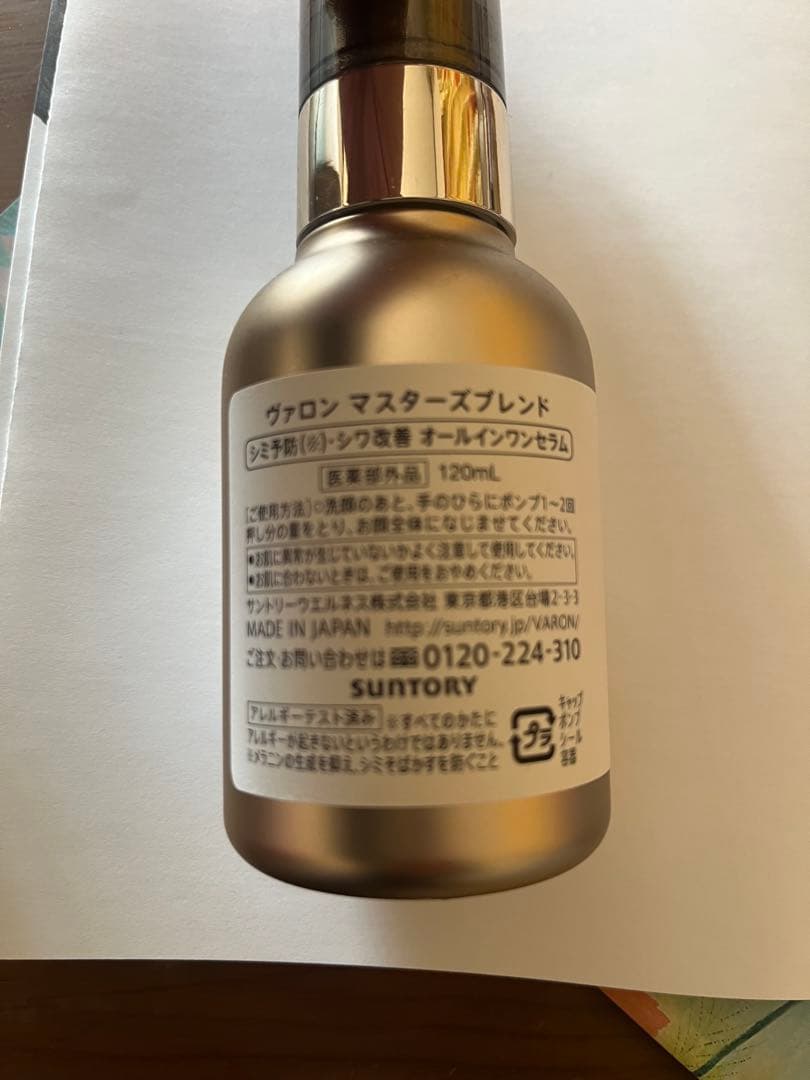 ヴァロン マスターズブレンド
シミ予防(※)・シワ改善 オールインワンセラム
医薬部外品 120mL
[ご使用方法]○洗顔のあと、手のひらにポンプ1〜2回
押し分の量をとり、お顔全体になじませてください。
●お肌に異常が生じていないかよく注意して使用してください。
●お肌に合わないときは、ご使用をおやめください。
サントリーウエルネス株式会社 東京都港区台場2-3-3
MADE IN JAPAN http://suntory.jp/VARON/
ご注文・お問い合わせは 0120-224-310
SUNTORY
アレルギーテスト済み ※すべてのかたに
アレルギーが起きないというわけではありません。
※メラニンの生成を抑え、シミそばかすを防ぐこと
プラ
キャップ
ポンプ
シール
容器